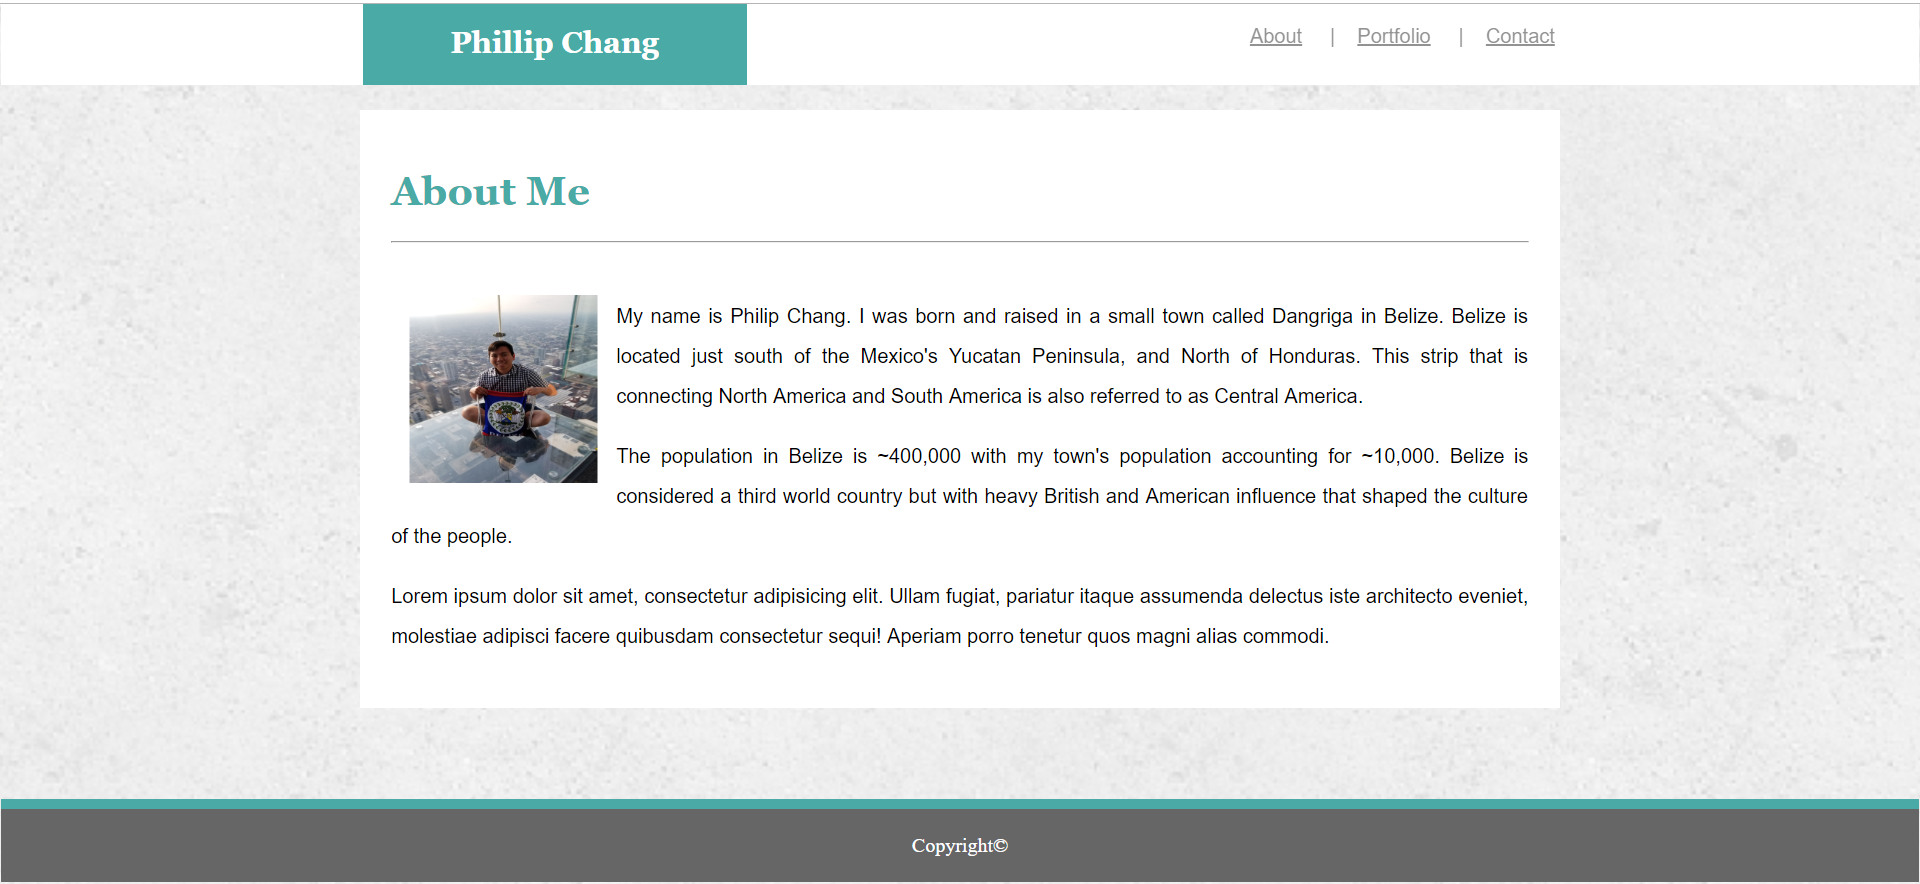 Phillip Chang
About | Portfolio | Contact
About Me
My name is Philip Chang. I was born and raised in a small town called Dangriga in Belize. Belize is
located just south of the Mexico's Yucatan Peninsula, and North of Honduras. This strip that is
connecting North America and South America is also referred to as Central America.
The population in Belize is ~400,000 with my town's population accounting for ~10,000. Belize is
considered a third world country but with heavy British and American influence that shaped the culture
of the people.
Lorem ipsum dolor sit amet, consectetur adipisicing elit. Ullam fugiat, pariatur itaque assumenda delectus iste architecto eveniet,
molestiae adipisci facere quibusdam consectetur sequi! Aperiam porro tenetur quos magni alias commodi.
Copyright©